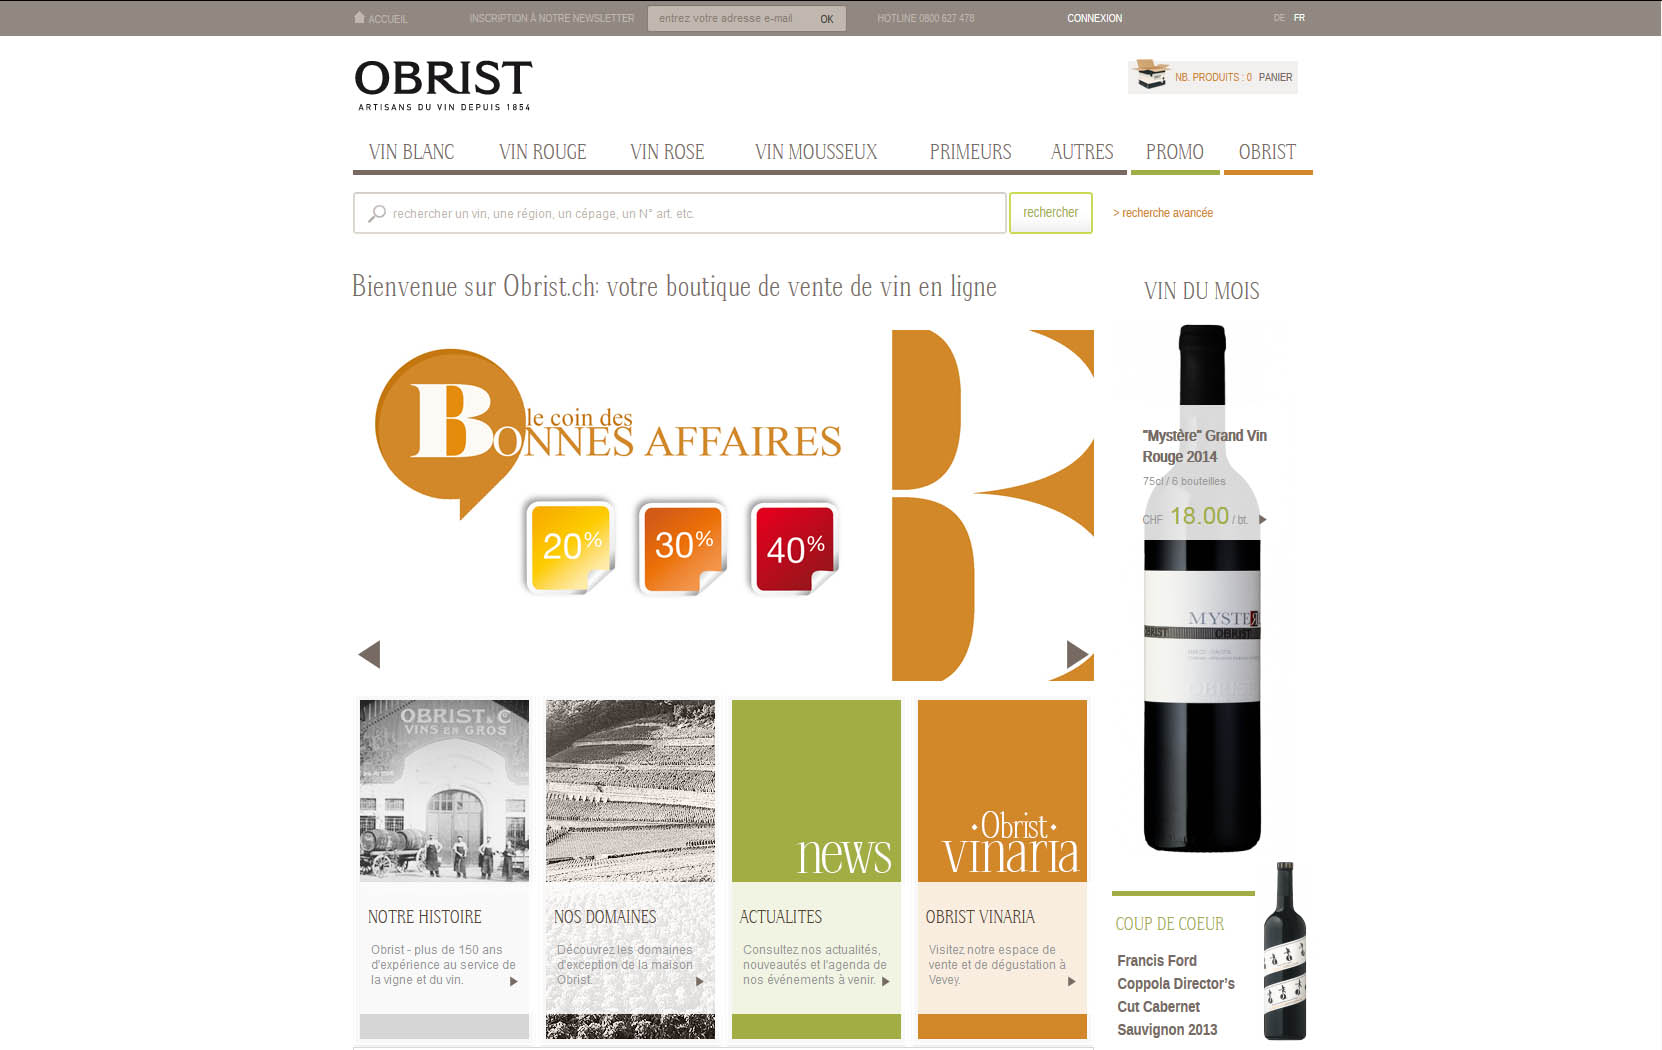 ACCUEIL
INSCRIPTION À NOTRE NEWSLETTER
entrez votre adresse e-mail
OK
HOTLINE 0800 627 478
CONNEXION
DE FR
OBRIST
ARTISANS DU VIN DEPUIS 1854
NB. PRODUITS : 0 PANIER
VIN BLANC
VIN ROUGE
VIN ROSE
VIN MOUSSEUX
PRIMEURS
AUTRES
PROMO
OBRIST
rechercher un vin, une région, un cépage, un N° art. etc.
rechercher
> recherche avancée
Bienvenue sur Obrist.ch: votre boutique de vente de vin en ligne
le coin des
BONNES AFFAIRES
20%
30%
40%
VIN DU MOIS
"Mystère" Grand Vin
Rouge 2014
75cl / 6 bouteilles
CHF 18.00 / bt.
MYSTER
OBRIST OBRIST
OBRIST
OBRIST & C
VINS EN GROS
NOTRE HISTOIRE
Obrist - plus de 150 ans
d'expérience au service de
la vigne et du vin.
NOS DOMAINES
Découvrez les domaines
d'exception de la maison
Obrist.
news
ACTUALITES
Consultez nos actualités,
nouveautés et l'agenda de
nos événements à venir.
Obrist
vinaria
OBRIST VINARIA
Visitez notre espace de
vente et de dégustation à
Vevey.
COUP DE COEUR
Francis Ford
Coppola Director's
Cut Cabernet
Sauvignon 2013